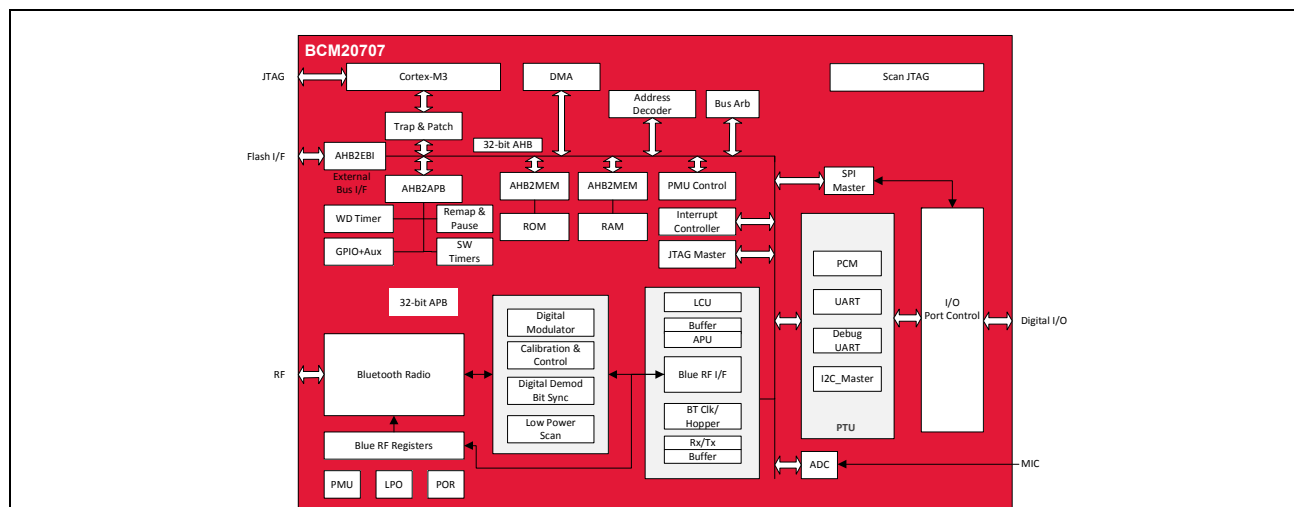 BCM20707
JTAG
Cortex-M3
DMA
Scan JTAG
Address
Decoder
Bus Arb
Trap & Patch
32-bit AHB
Flash I/F
AHB2EBI
External
Bus I/F
AHB2APB
AHB2MEM
AHB2MEM
PMU Control
SPI
Master
WD Timer
Remap &
Pause
ROM
RAM
Interrupt
Controller
GPIO+Aux
SW
Timers
JTAG Master
PCM
32-bit APB
LCU
UART
I/O
Port Control
Digital I/O
Digital
Modulator
Buffer
APU
Debug
UART
Calibration &
Control
RF
Bluetooth Radio
Blue RF I/F
I2C_Master
Digital Demod
Bit Sync
BT Clk/
Hopper
Low Power
Scan
PTU
Blue RF Registers
Rx/Tx
Buffer
ADC
MIC
PMU
LPO
POR